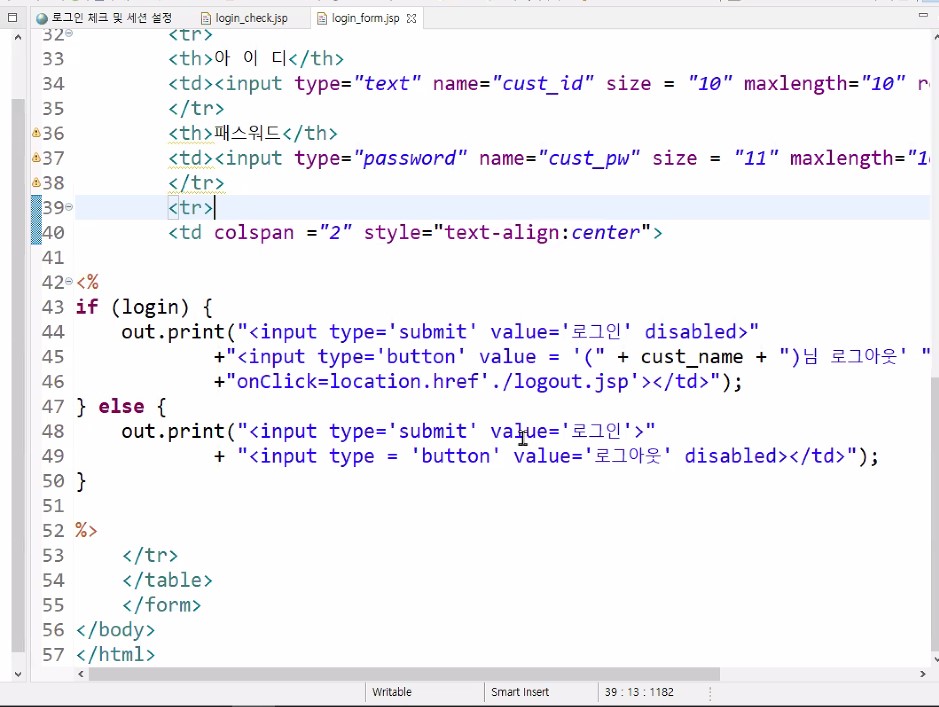 로그인 체크 및 세션 설정 login_check.jsp login_form.jsp
32 <tr>
33 <th>아 이 디</th>
34 <td><input type="text" name="cust_id" size = "10" maxlength="10"
35 </tr>
36 <th>패스워드</th>
37 <td><input type="password" name="cust_pw" size = "11" maxlength="1
38 </tr>
39 <tr>
40 <td colspan ="2" style="text-align:center">
41
42 <%
43 if (login) {
44 out.print("<input type='submit' value='로그인' disabled>"
45 +"<input type='button' value = '(" + cust_name + ")님 로그아웃' "
46 +"onClick=location.href'./logout.jsp'></td>");
47 } else {
48 out.print("<input type='submit' value='로그인'>"
49 + "<input type = 'button' value='로그아웃' disabled></td>");
50 }
51
52 %>
53 </tr>
54 </table>
55 </form>
56 </body>
57 </html>
Writable Smart Insert 39 : 13 : 1182